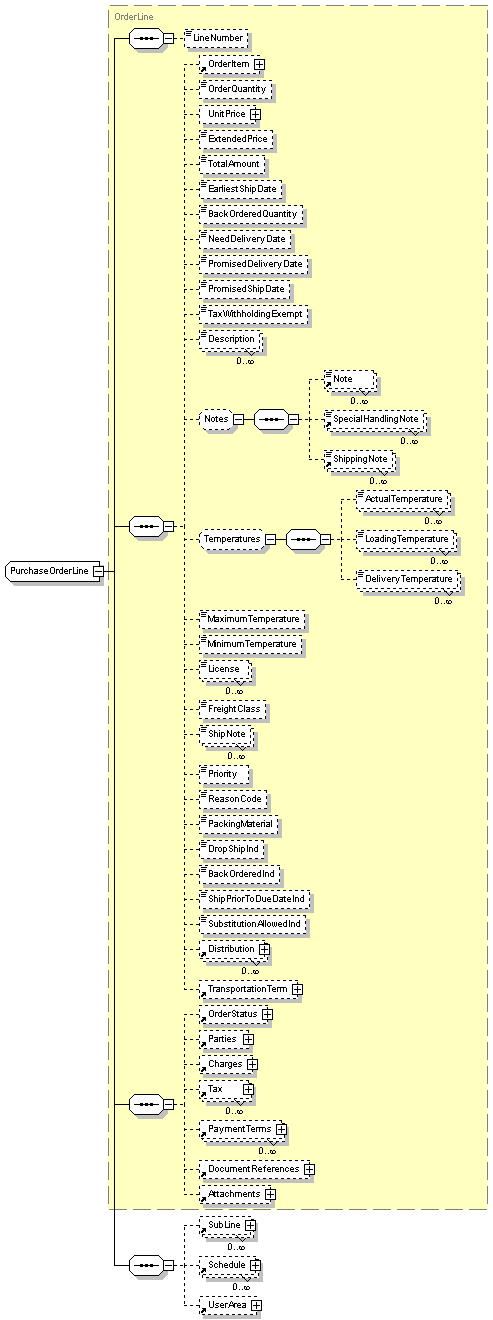 OrderLine
LineNumber
OrderItem
OrderQuantity
UnitPrice
ExtendedPrice
TotalAmount
EarliestShipDate
BackOrderedQuantity
NeedDeliveryDate
PromisedDeliveryDate
PromisedShipDate
TaxWithholdingExempt
Description
0..∞
Note
0..∞
Notes
SpecialHandlingNote
0..∞
ShippingNote
0..∞
ActualTemperature
0..∞
Temperatures
LoadingTemperature
0..∞
PurchaseOrderLine
DeliveryTemperature
0..∞
MaximumTemperature
MinimumTemperature
License
0..∞
FreightClass
ShipNote
0..∞
Priority
ReasonCode
PackingMaterial
DropShipInd
BackOrderedInd
ShipPriorToDueDateInd
SubstitutionAllowedInd
Distribution
0..∞
TransportationTerm
OrderStatus
Parties
Charges
Tax
0..∞
PaymentTerms
0..∞
DocumentReferences
Attachments
SubLine
0..∞
Schedule
0..∞
UserArea